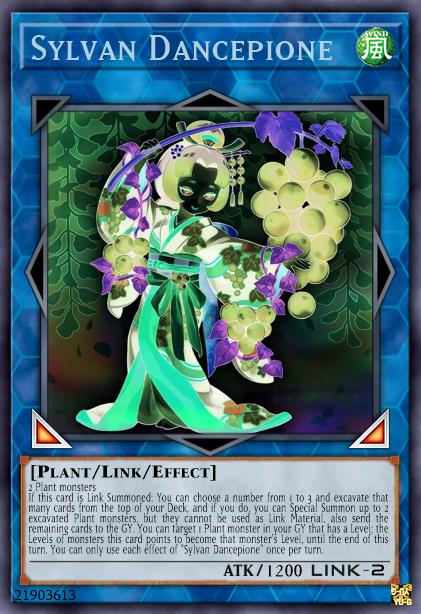 SYLVAN DANCEPIONE
WIND
風
[PLANT/LINK/EFFECT]
2 Plant monsters
If this card is Link Summoned: You can choose a number from 1 to 3 and excavate that
many cards from the top of your Deck, and if you do, you can Special Summon up to 2
excavated Plant monsters, but they cannot be used as Link Material, also send the
remaining cards to the GY. You can target 1 Plant monster in your GY that has a Level; the
Levels of monsters this card points to become that monster's Level, until the end of this
turn. You can only use each effect of "Sylvan Dancepione" once per turn.
ATK/1200 LINK-2
21903613